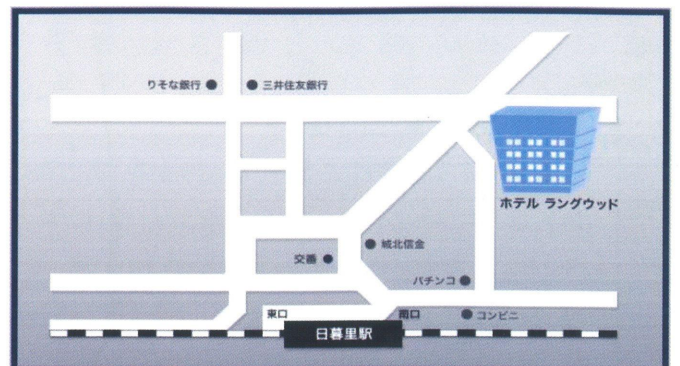 りそな銀行
三井住友銀行
ホテル ラングウッド
城北信金
交番
パチンコ
東口
南口
コンビニ
日暮里駅